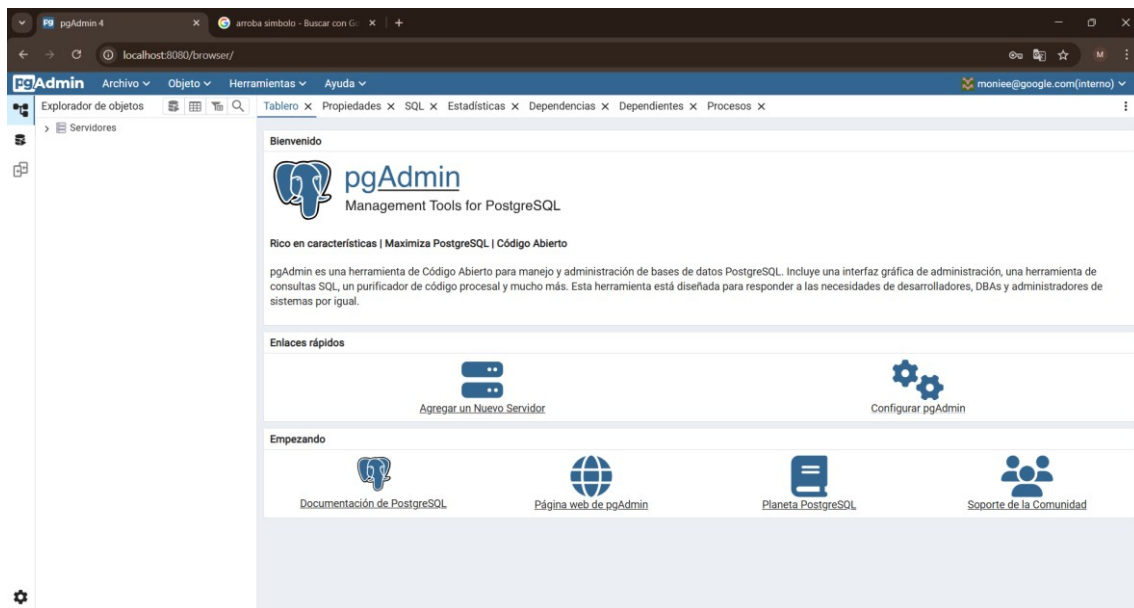 pgAdmin 4
arroba simbolo - Buscar con Go
localhost:8080/browser/
M
pgAdmin
Archivo
Objeto
Herramientas
Ayuda
moniee@google.com(interno)
Explorador de objetos
Tablero
Propiedades
SQL
Estadísticas
Dependencias
Dependientes
Procesos
Servidores
Bienvenido
pgAdmin
Management Tools for PostgreSQL
Rico en características | Maximiza PostgreSQL | Código Abierto
pgAdmin es una herramienta de Código Abierto para manejo y administración de bases de datos PostgreSQL. Incluye una interfaz gráfica de administración, una herramienta de
consultas SQL, un purificador de código procesal y mucho más. Esta herramienta está diseñada para responder a las necesidades de desarrolladores, DBAs y administradores de
sistemas por igual.
Enlaces rápidos
Agregar un Nuevo Servidor
Configurar pgAdmin
Empezando
Documentación de PostgreSQL
Página web de pgAdmin
Planeta PostgreSQL
Soporte de la Comunidad